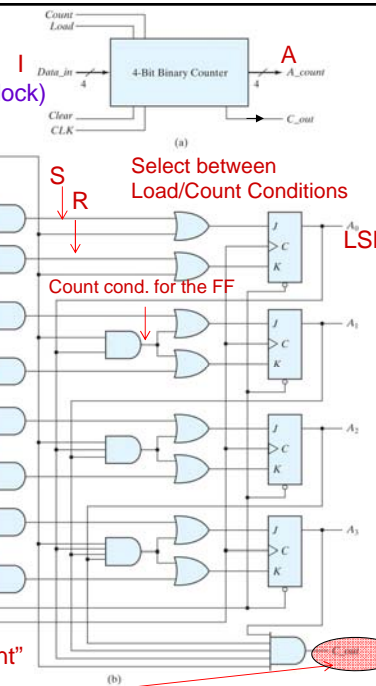 Count
Load
I
A
Data_in
4
4-Bit Binary Counter
4
A_count
ock)
Clear
CLK
C_out
(a)
Select between
Load/Count Conditions
S
R
J
C
K
A0
LSI
Count cond. for the FF
J
C
K
A1
J
C
K
A2
J
C
K
A3
nt"
C_out
(b)